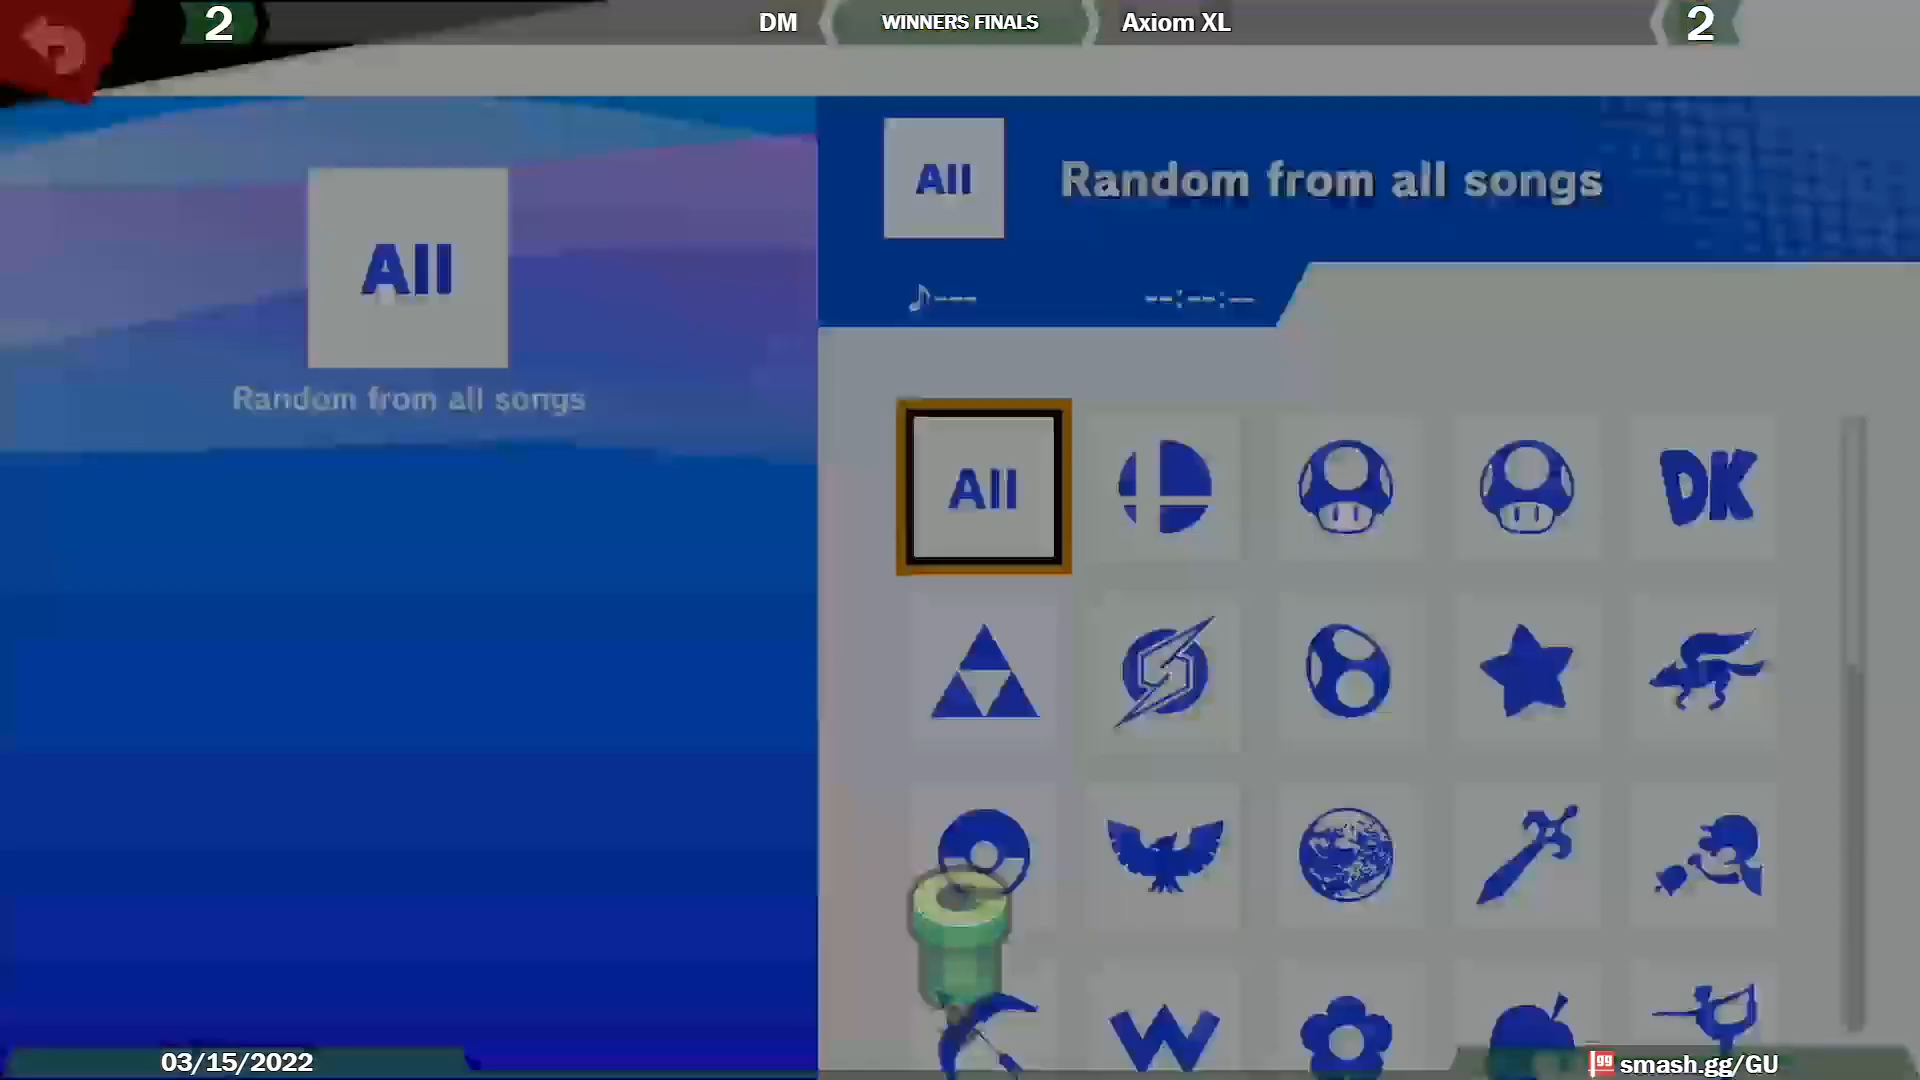 2
DM
WINNERS FINALS
Axiom XL
2
All
Random from all songs
All
Random from all songs
♪--- --:--:--
All
DK
W
03/15/2022
gg smash.gg/GU